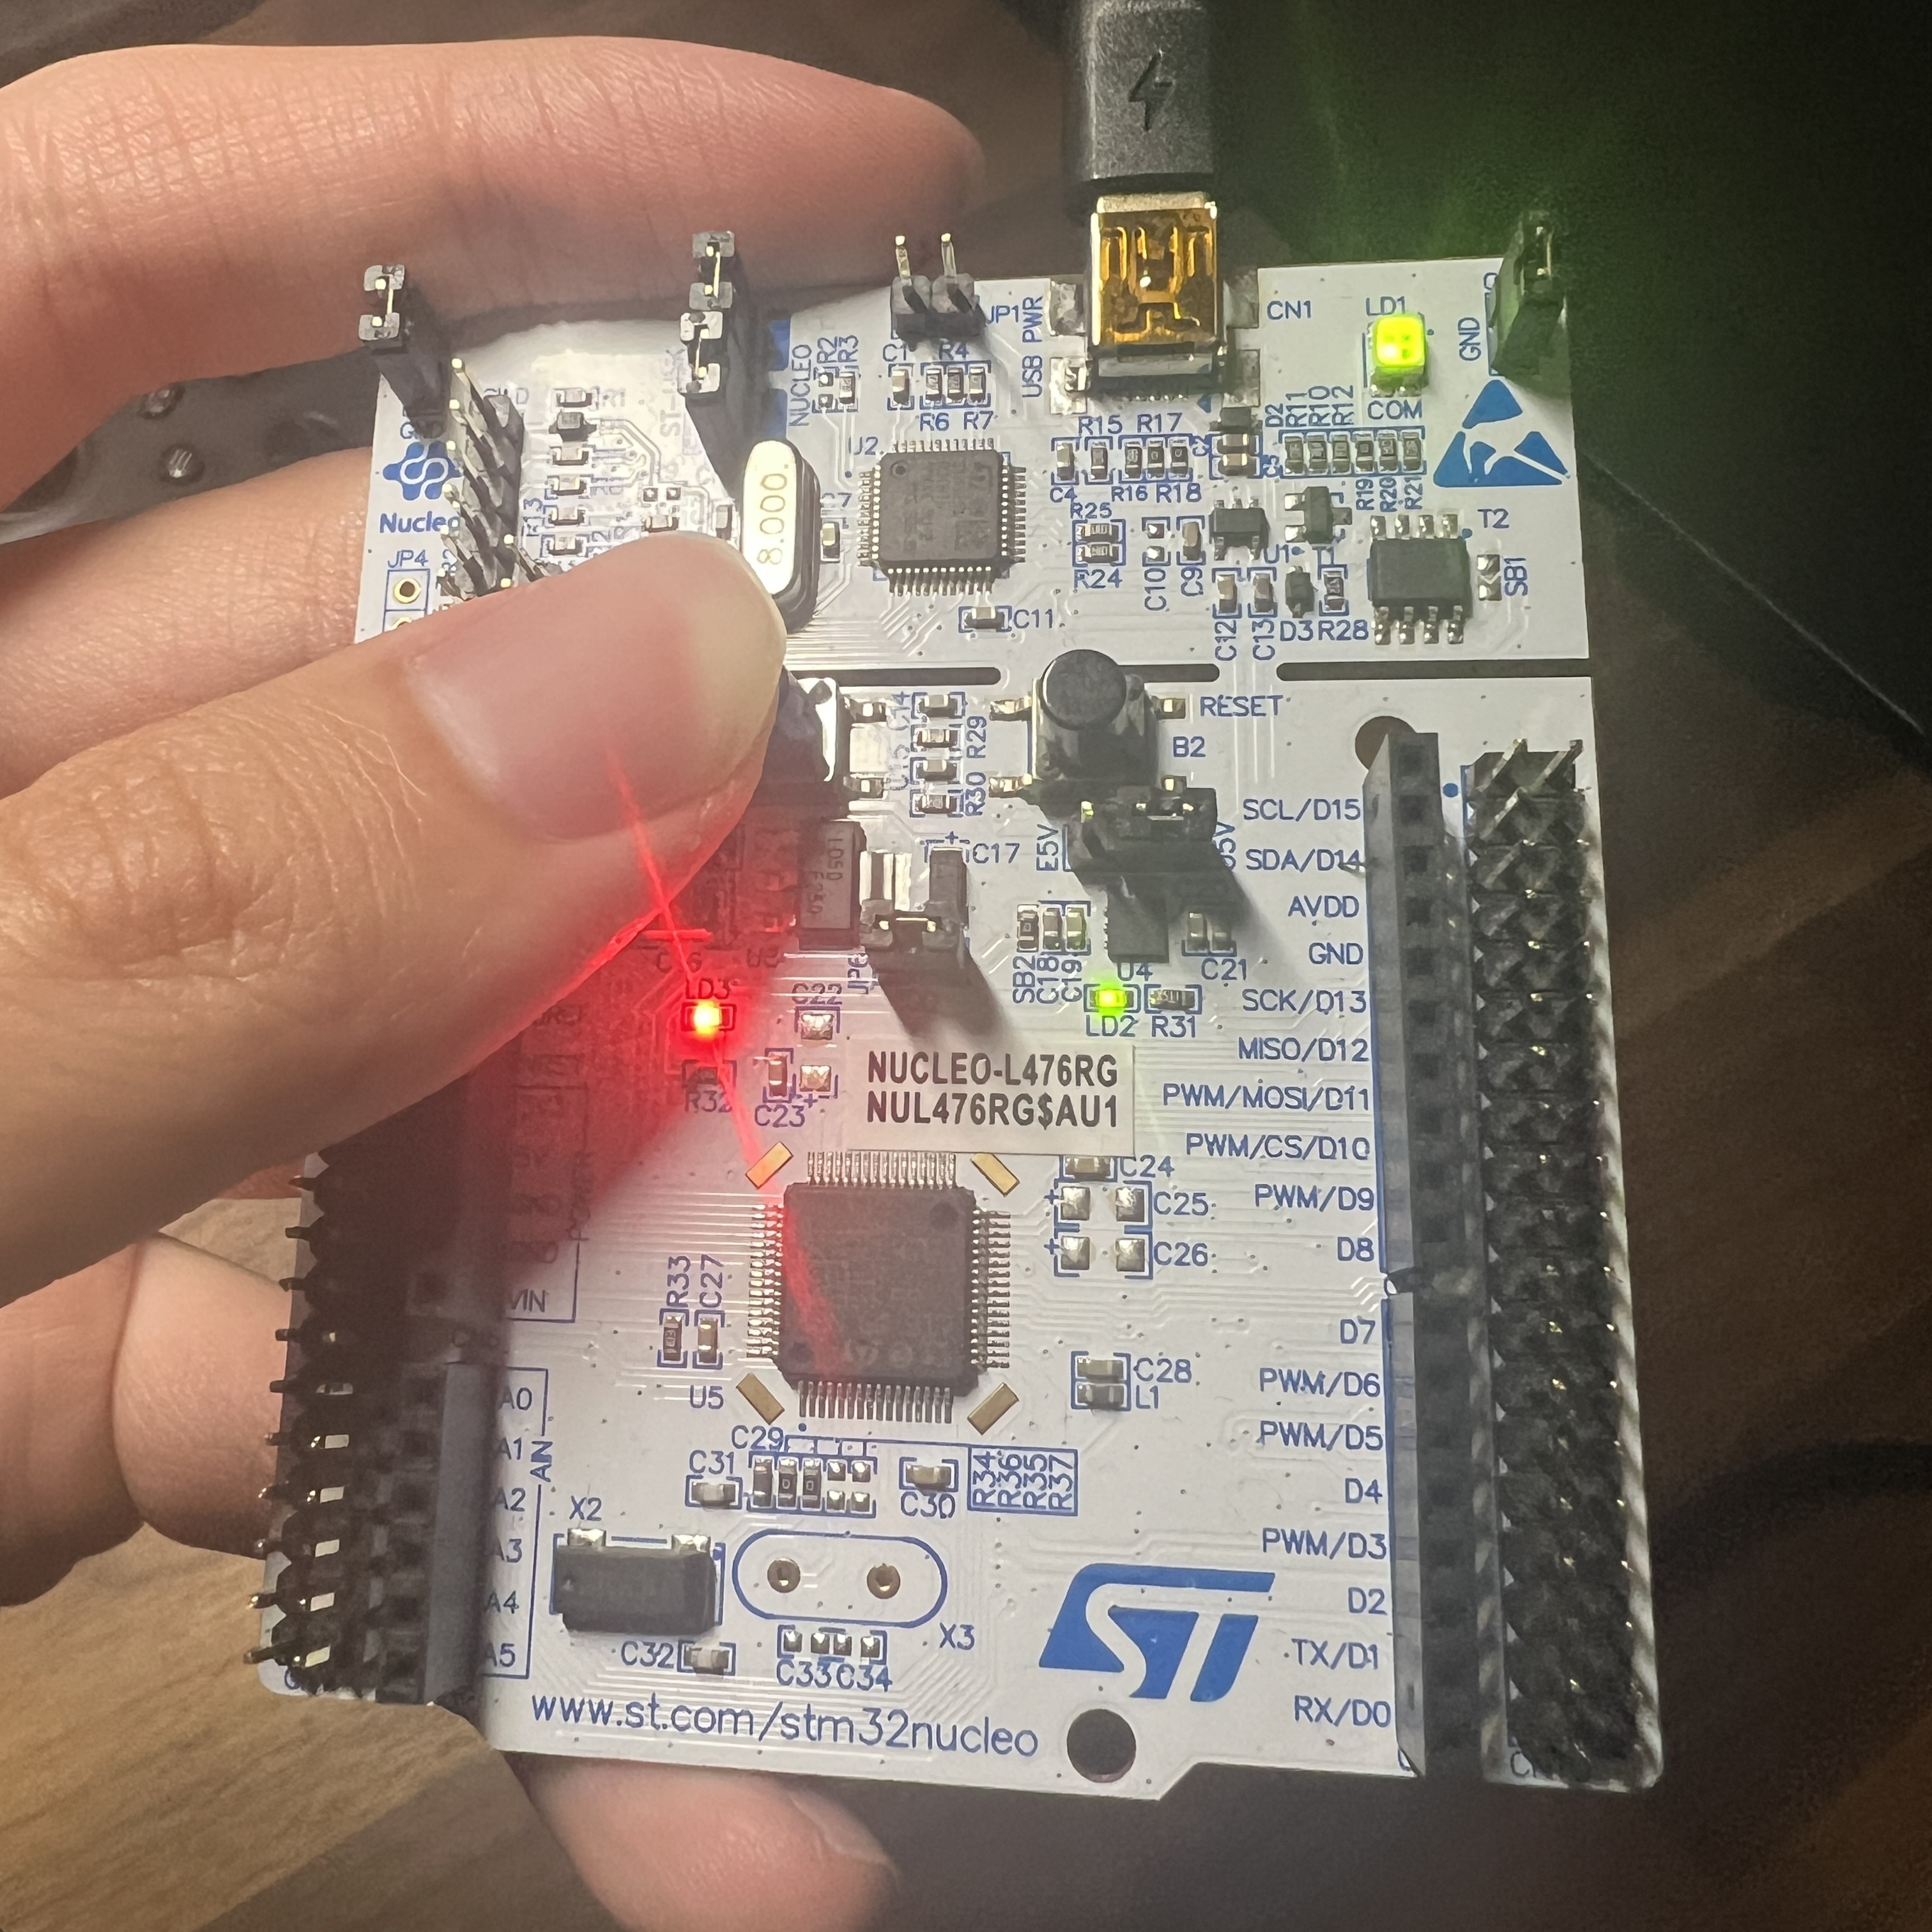 JP1
USB PWR
CN1
LD1
GND
COM
NUCLEO
R2
R3
C1
R4
R6 R7
D2
R11
R10
R12
R15 R17
C4
R16 R18
R19
R20
R21
U2
8.000
R25
R24
C10
C9
U1
T2
SB1
C11
C12
C13
D3
R28
Nucleo
JP4
RESET
B2
R29
R30
C17
E5V
SCL/D15
SDA/D14
AVDD
GND
SCK/D13
MISO/D12
PWM/MOSI/D11
PWM/CS/D10
PWM/D9
D8
D7
PWM/D6
PWM/D5
D4
PWM/D3
D2
TX/D1
RX/D0
SB2
C18
C19
U4
C21
LD2 R31
LD3
C22
R32
C23
NUCLEO-L476RG
NUL476RG$AU1
C24
C25
C26
R33
C27
U5
C28
L1
VIN
A0
A1
A2
A3
A4
A5
AIN
C29
C31
C30
R34
R36
R35
R37
X2
X3
C32
C33 C34
ST
www.st.com/stm32nucleo